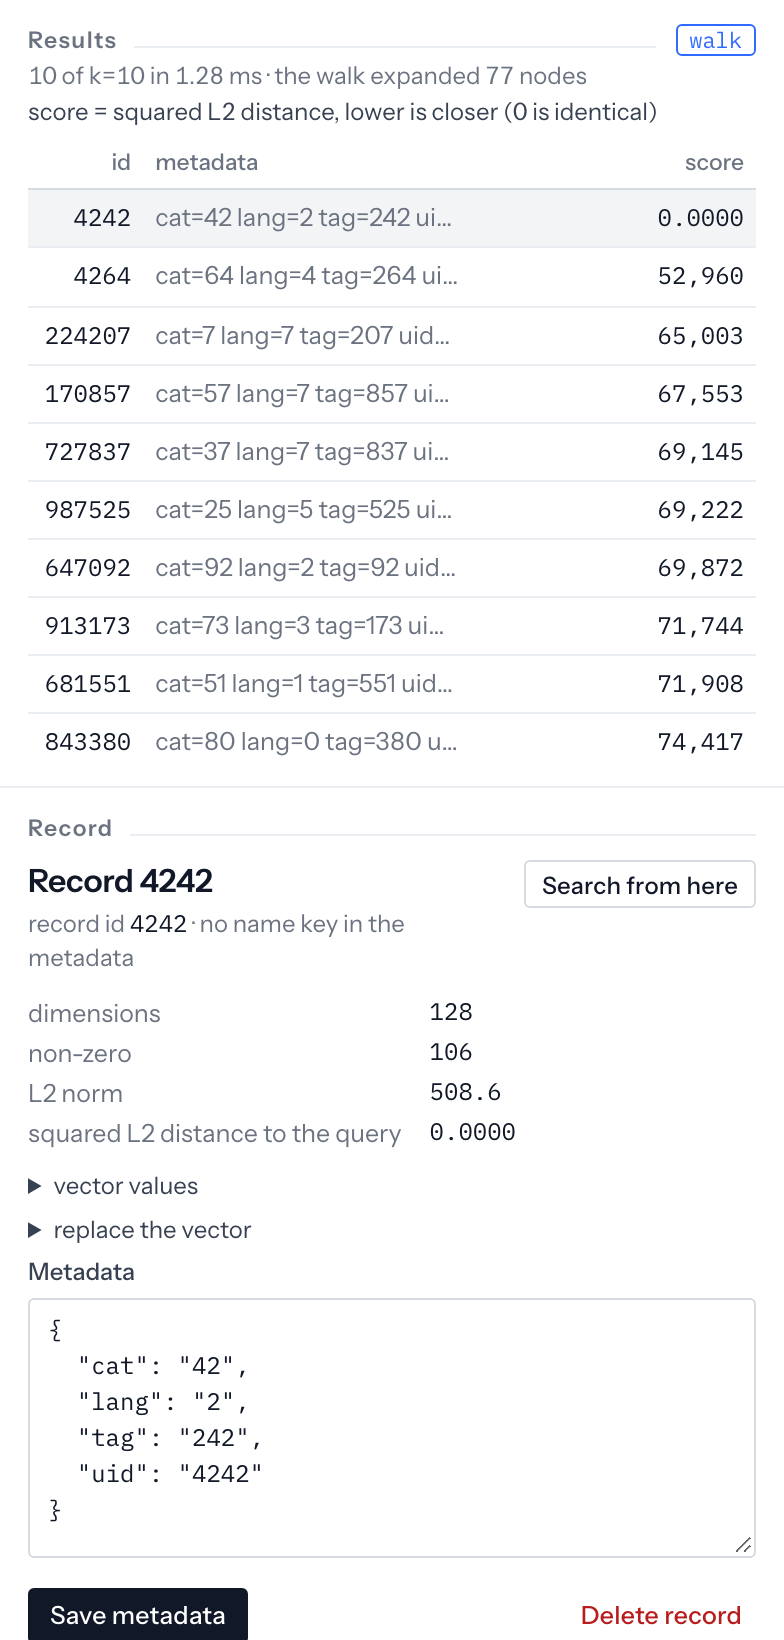 Results
walk
10 of k=10 in 1.28 ms · the walk expanded 77 nodes
score = squared L2 distance, lower is closer (0 is identical)
id metadata score
4242 cat=42 lang=2 tag=242 ui... 0.0000
4264 cat=64 lang=4 tag=264 ui... 52,960
224207 cat=7 lang=7 tag=207 uid... 65,003
170857 cat=57 lang=7 tag=857 ui... 67,553
727837 cat=37 lang=7 tag=837 ui... 69,145
987525 cat=25 lang=5 tag=525 ui... 69,222
647092 cat=92 lang=2 tag=92 uid... 69,872
913173 cat=73 lang=3 tag=173 ui... 71,744
681551 cat=51 lang=1 tag=551 uid... 71,908
843380 cat=80 lang=0 tag=380 u... 74,417
Record
Record 4242
Search from here
record id 4242 · no name key in the
metadata
dimensions 128
non-zero 106
L2 norm 508.6
squared L2 distance to the query 0.0000
▶ vector values
▶ replace the vector
Metadata
{
"cat": "42",
"lang": "2",
"tag": "242",
"uid": "4242"
}
Save metadata
Delete record